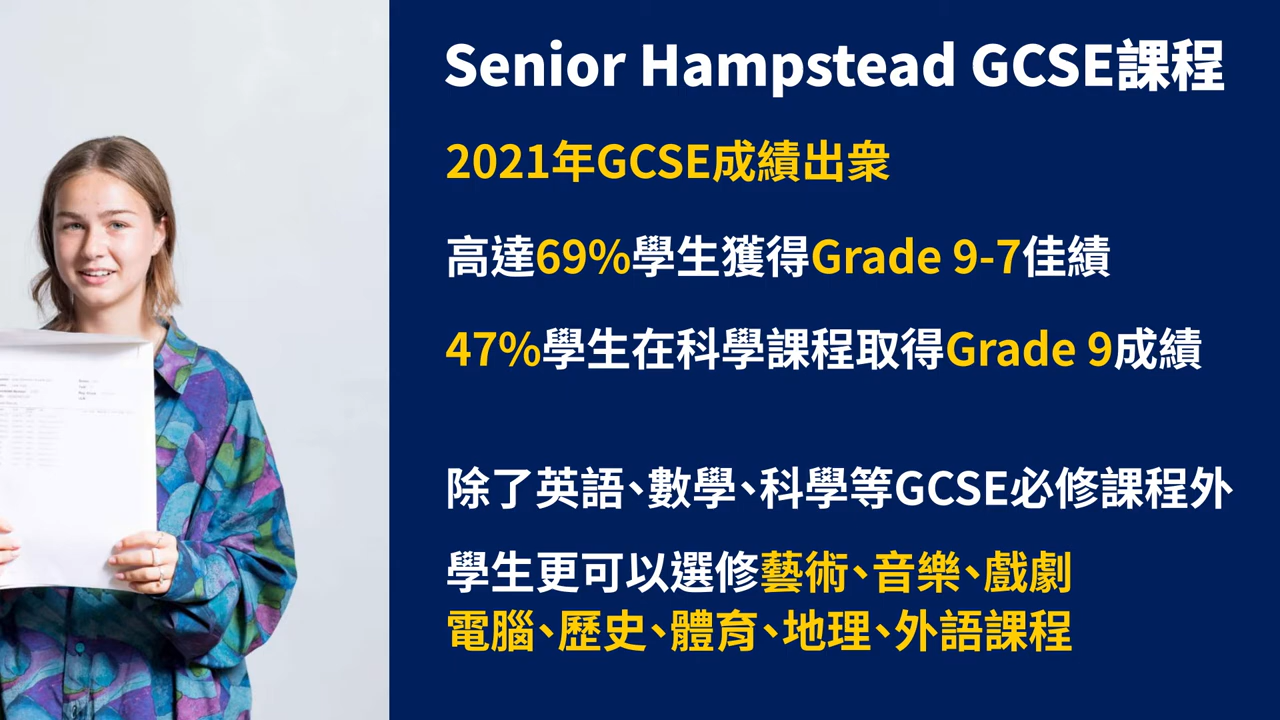 Senior Hampstead GCSE課程
2021年GCSE成績出衆
高達69%學生獲得Grade 9-7佳績
47%學生在科學課程取得Grade 9成績
除了英語、數學、科學等GCSE必修課程外
學生更可以選修藝術、音樂、戲劇
電腦、歷史、體育、地理、外語課程